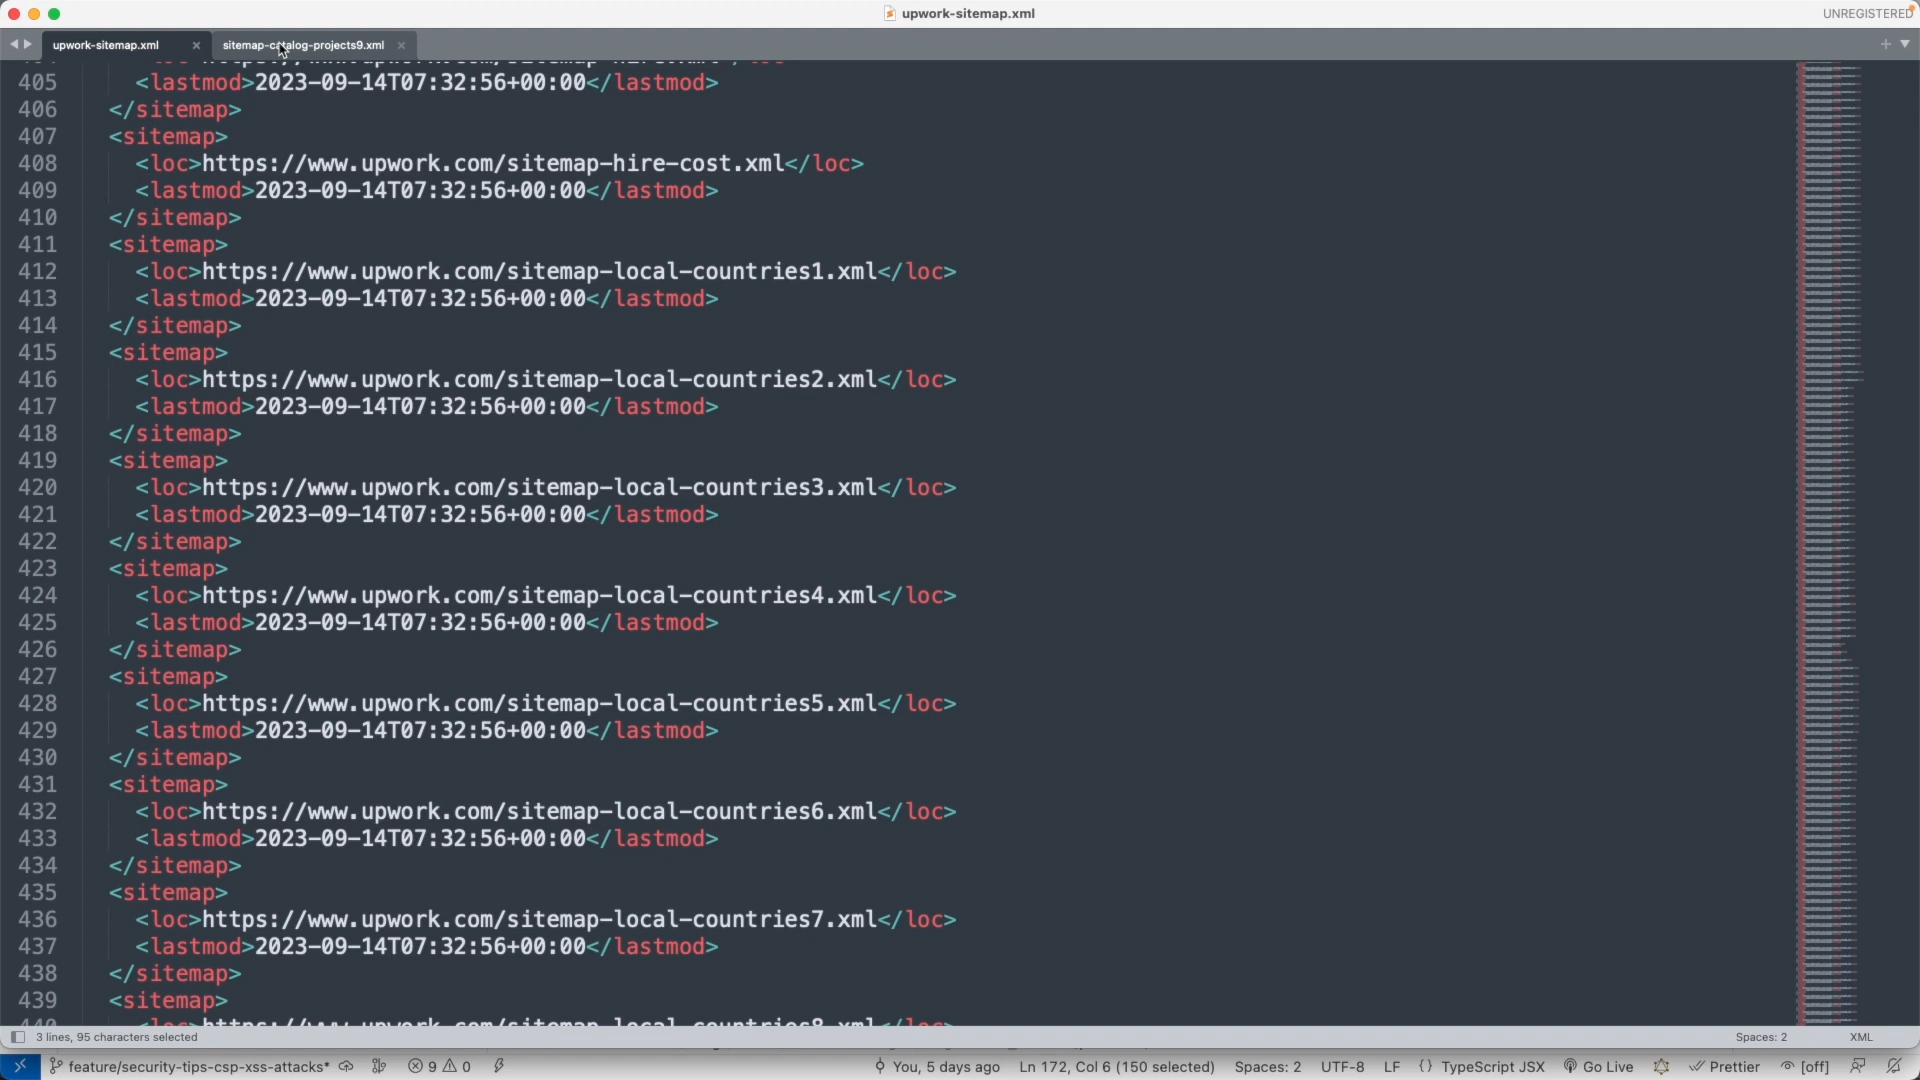 upwork-sitemap.xml
UNREGISTERED
upwork-sitemap.xml
sitemap-catalog-projects9.xml
405 <lastmod>2023-09-14T07:32:56+00:00</lastmod>
406 </sitemap>
407 <sitemap>
408 <loc>https://www.upwork.com/sitemap-hire-cost.xml</loc>
409 <lastmod>2023-09-14T07:32:56+00:00</lastmod>
410 </sitemap>
411 <sitemap>
412 <loc>https://www.upwork.com/sitemap-local-countries1.xml</loc>
413 <lastmod>2023-09-14T07:32:56+00:00</lastmod>
414 </sitemap>
415 <sitemap>
416 <loc>https://www.upwork.com/sitemap-local-countries2.xml</loc>
417 <lastmod>2023-09-14T07:32:56+00:00</lastmod>
418 </sitemap>
419 <sitemap>
420 <loc>https://www.upwork.com/sitemap-local-countries3.xml</loc>
421 <lastmod>2023-09-14T07:32:56+00:00</lastmod>
422 </sitemap>
423 <sitemap>
424 <loc>https://www.upwork.com/sitemap-local-countries4.xml</loc>
425 <lastmod>2023-09-14T07:32:56+00:00</lastmod>
426 </sitemap>
427 <sitemap>
428 <loc>https://www.upwork.com/sitemap-local-countries5.xml</loc>
429 <lastmod>2023-09-14T07:32:56+00:00</lastmod>
430 </sitemap>
431 <sitemap>
432 <loc>https://www.upwork.com/sitemap-local-countries6.xml</loc>
433 <lastmod>2023-09-14T07:32:56+00:00</lastmod>
434 </sitemap>
435 <sitemap>
436 <loc>https://www.upwork.com/sitemap-local-countries7.xml</loc>
437 <lastmod>2023-09-14T07:32:56+00:00</lastmod>
438 </sitemap>
439 <sitemap>
440 <loc>https://www.upwork.com/sitemap-local-countries8.xml</loc>
3 lines, 95 characters selected
Spaces: 2
XML
feature/security-tips-csp-xss-attacks*
9
0
You, 5 days ago
Ln 172, Col 6 (150 selected)
Spaces: 2
UTF-8
LF
{} TypeScript JSX
Go Live
Prettier
[off]